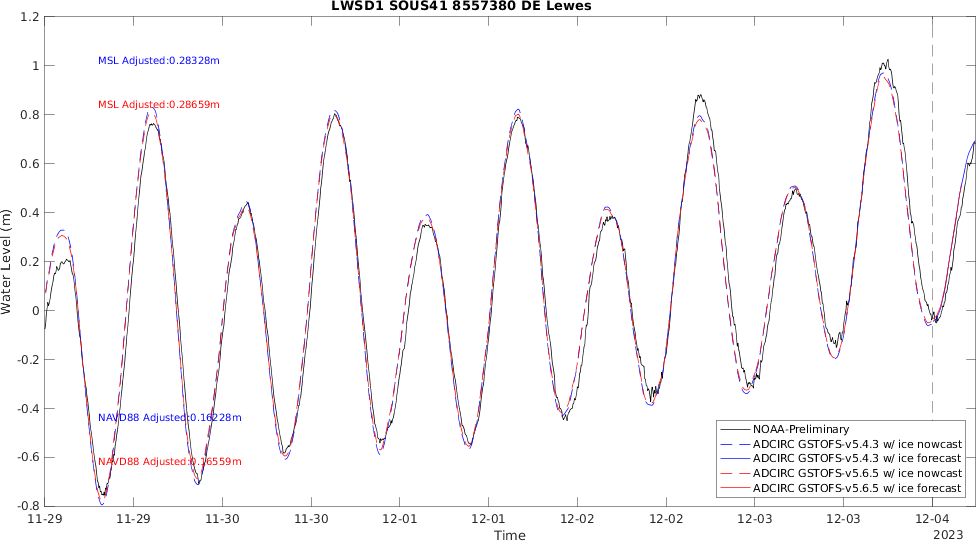 LWSD1 SOUS41 8557380 DE Lewes
1.2
1
0.8
0.6
0.4
0.2
0
-0.2
-0.4
-0.6
-0.8
Water Level (m)
MSL Adjusted:0.28328m
MSL Adjusted:0.28659m
NAVD88 Adjusted:0.16228m
NAVD88 Adjusted:0.16559m
NOAA-Preliminary
ADCIRC GSTOFS-v5.4.3 w/ ice nowcast
ADCIRC GSTOFS-v5.4.3 w/ ice forecast
ADCIRC GSTOFS-v5.6.5 w/ ice nowcast
ADCIRC GSTOFS-v5.6.5 w/ ice forecast
11-29 11-29 11-30 11-30 12-01 12-01 12-02 12-02 12-03 12-03 12-04
Time
2023